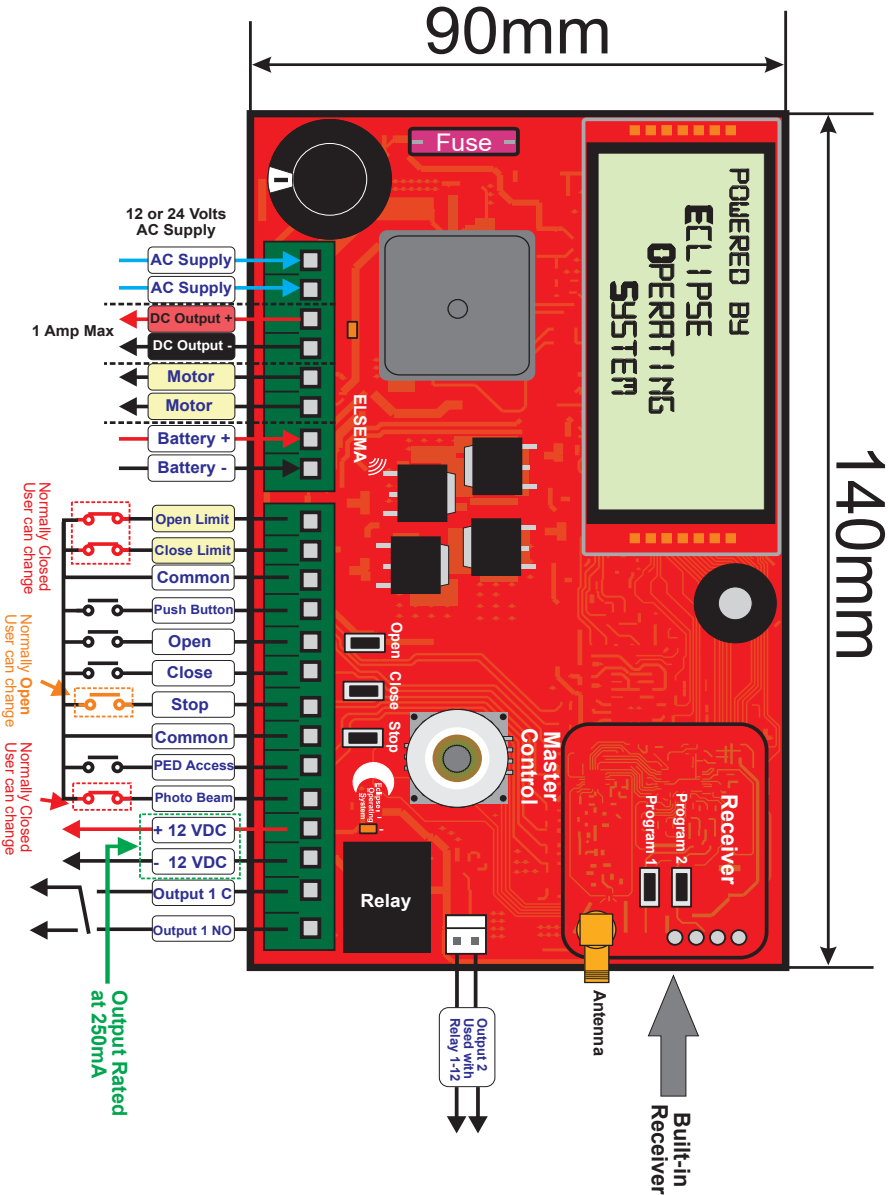 90mm
140mm
Fuse
POWERED BY
ECLIPSE
OPERATING
SYSTEM
12 or 24 Volts
AC Supply
AC Supply
AC Supply
DC Output +
DC Output -
1 Amp Max
Motor
Motor
Battery +
Battery -
ELSEMA
Normally Closed
User can change
Open Limit
Close Limit
Common
Push Button
Open
Close
Stop
Common
PED Access
Photo Beam
+ 12 VDC
- 12 VDC
Output 1 C
Output 1 NO
Normally Open
User can change
Normally Closed
User can change
Output Rated
at 250mA
Open
Close
Stop
Master
Control
Eclipse
Operating
System
Relay
Receiver
Program 2
Program 1
Antenna
Output 2
Used with
Relay 1-12
Built-in
Receiver